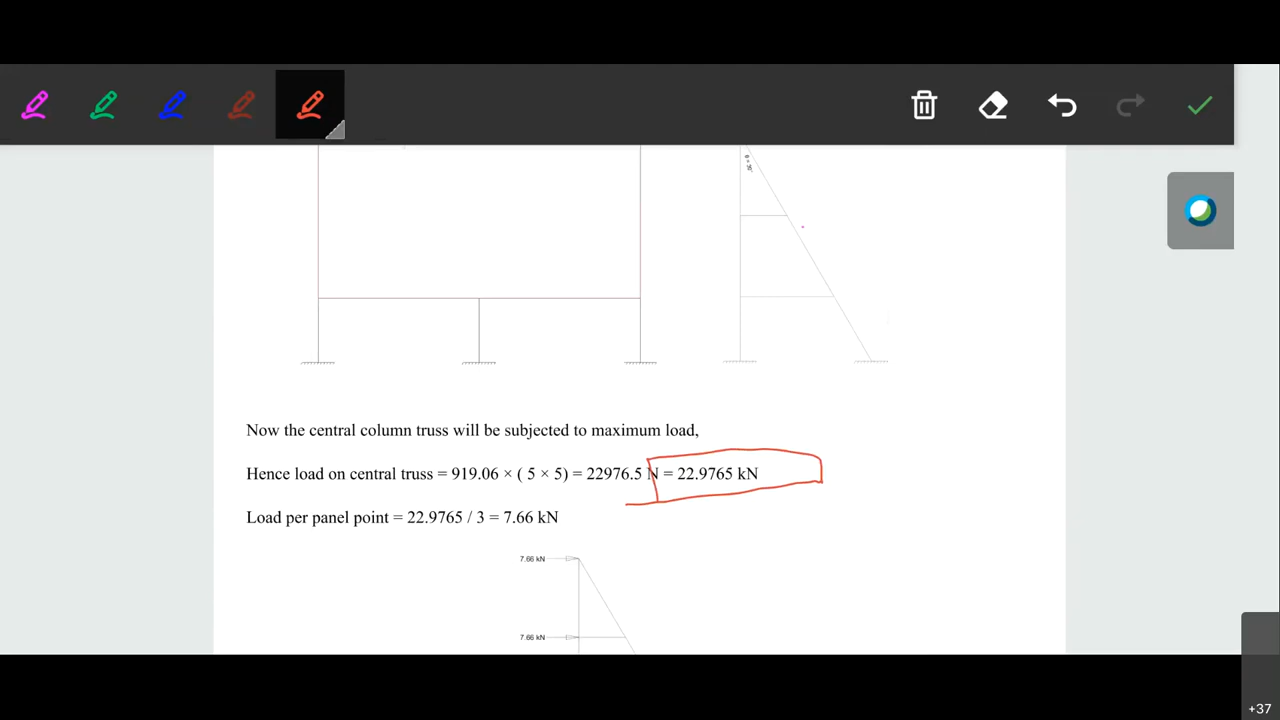 θ = 30°
Now the central column truss will be subjected to maximum load,
Hence load on central truss = 919.06 × ( 5 × 5) = 22976.5 N = 22.9765 kN
Load per panel point = 22.9765 / 3 = 7.66 kN
7.66 kN
7.66 kN
+37